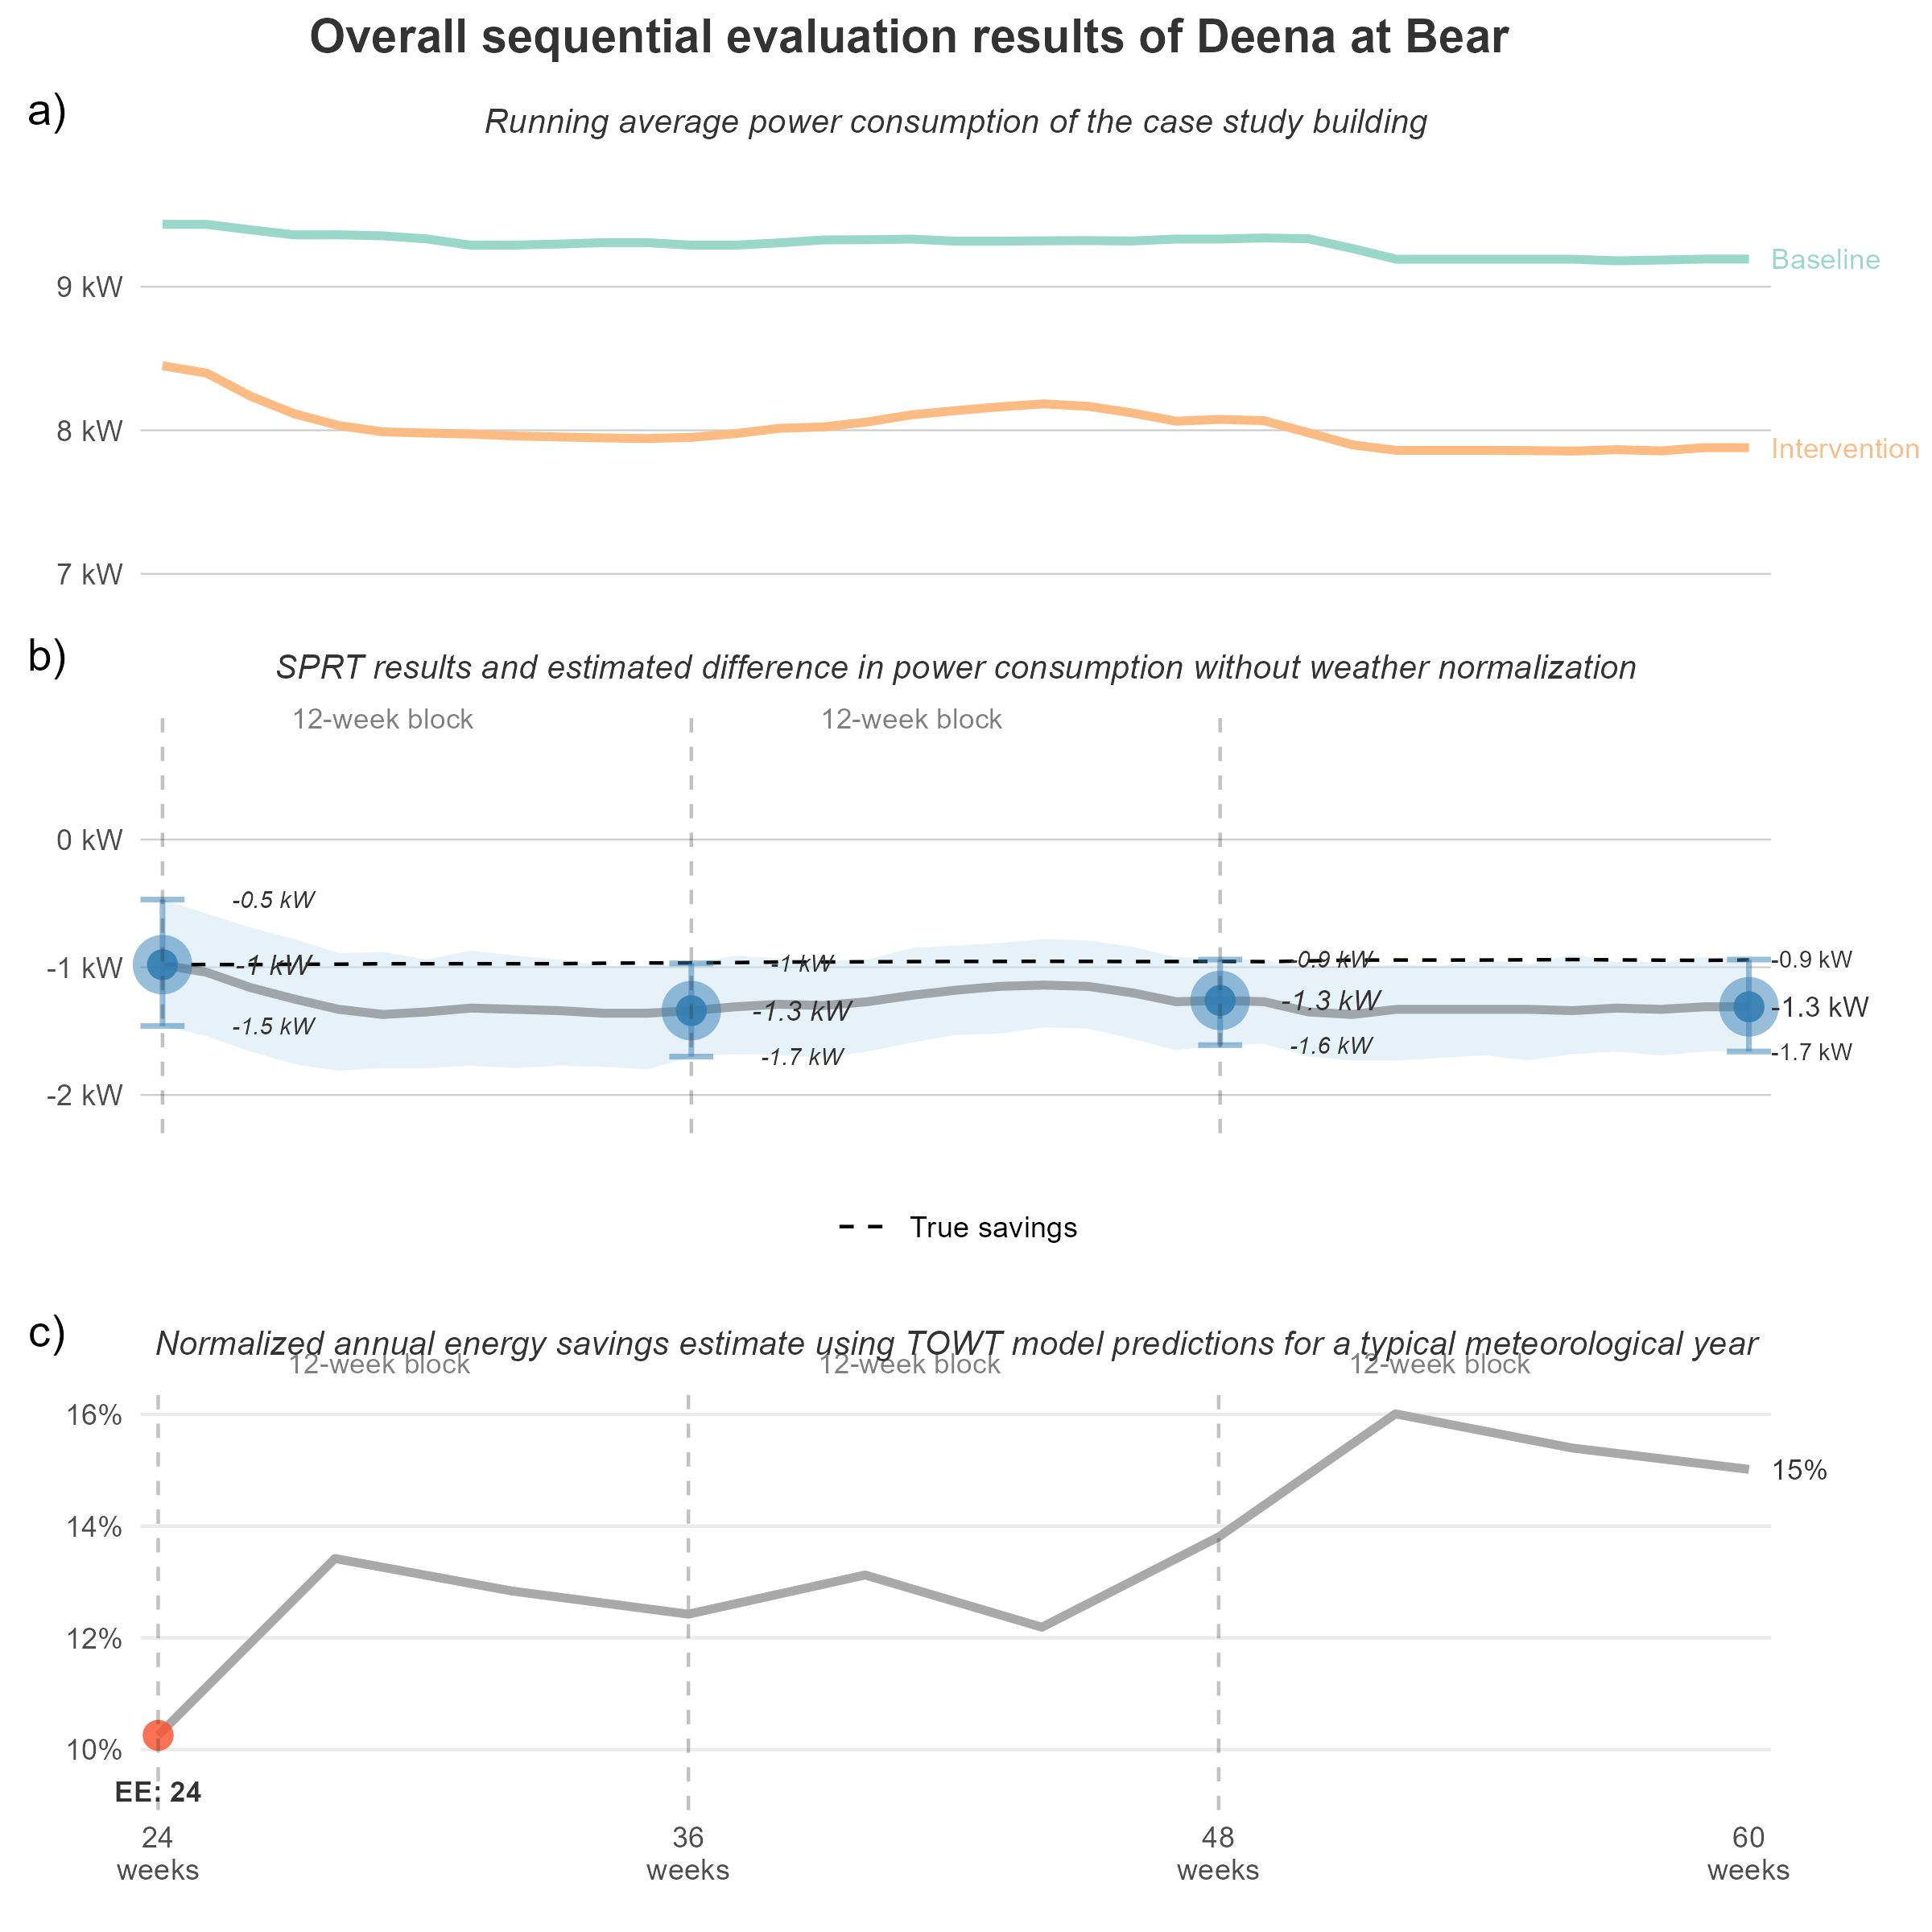 Overall sequential evaluation results of Deena at Bear
a)
Running average power consumption of the case study building
Baseline
9 kW
8 kW
Intervention
7 kW
b)
SPRT results and estimated difference in power consumption without weather normalization
12-week block 12-week block
0 kW
-0.5 kW
-1 kW -1 kW -1 kW -0.9 kW -0.9 kW
-1.3 kW -1.3 kW -1.3 kW
-1.5 kW -1.7 kW -1.6 kW -1.7 kW
-2 kW
True savings
c)
Normalized annual energy savings estimate using TOWT model predictions for a typical meteorological year
12-week block 12-week block 12-week block
16%
15%
14%
12%
10%
EE: 24
24 36 48 60
weeks weeks weeks weeks